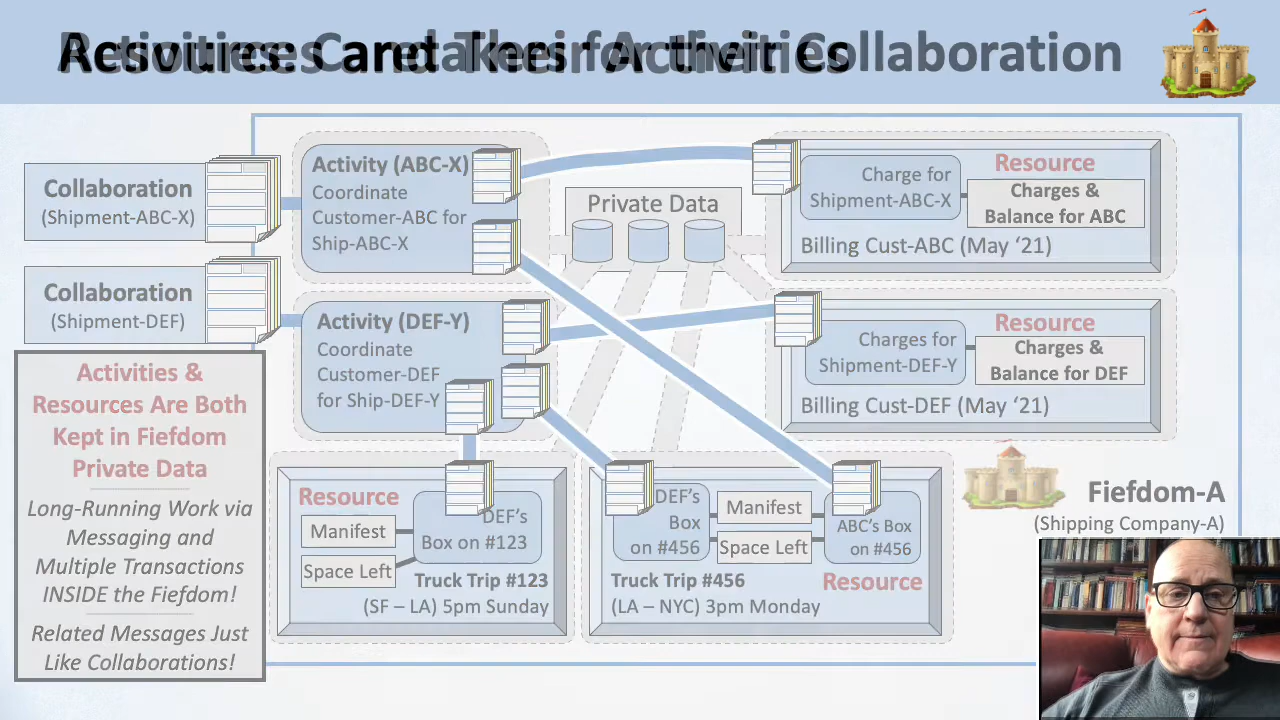 Collaboration
(Shipment-ABC-X)
Collaboration
(Shipment-DEF)
Activities &
Resources Are Both
Kept in Fiefdom
Private Data
Long-Running Work via
Messaging and
Multiple Transactions
INSIDE the Fiefdom!
Related Messages Just
Like Collaborations!
Activity (ABC-X)
Coordinate
Customer-ABC for
Ship-ABC-X
Activity (DEF-Y)
Coordinate
Customer-DEF
for Ship-DEF-Y
Private Data
Charge for
Shipment-ABC-X
Resource
Charges &
Balance for ABC
Billing Cust-ABC (May ‘21)
Charges for
Shipment-DEF-Y
Resource
Charges &
Balance for DEF
Billing Cust-DEF (May ‘21)
Resource
Manifest
Space Left
DEF’s
Box on #123
Truck Trip #123
(SF – LA) 5pm Sunday
DEF’s
Box
on #456
Manifest
Space Left
ABC’s Box
on #456
Truck Trip #456
(LA – NYC) 3pm Monday
Resource
Fiefdom-A
(Shipping Company-A)